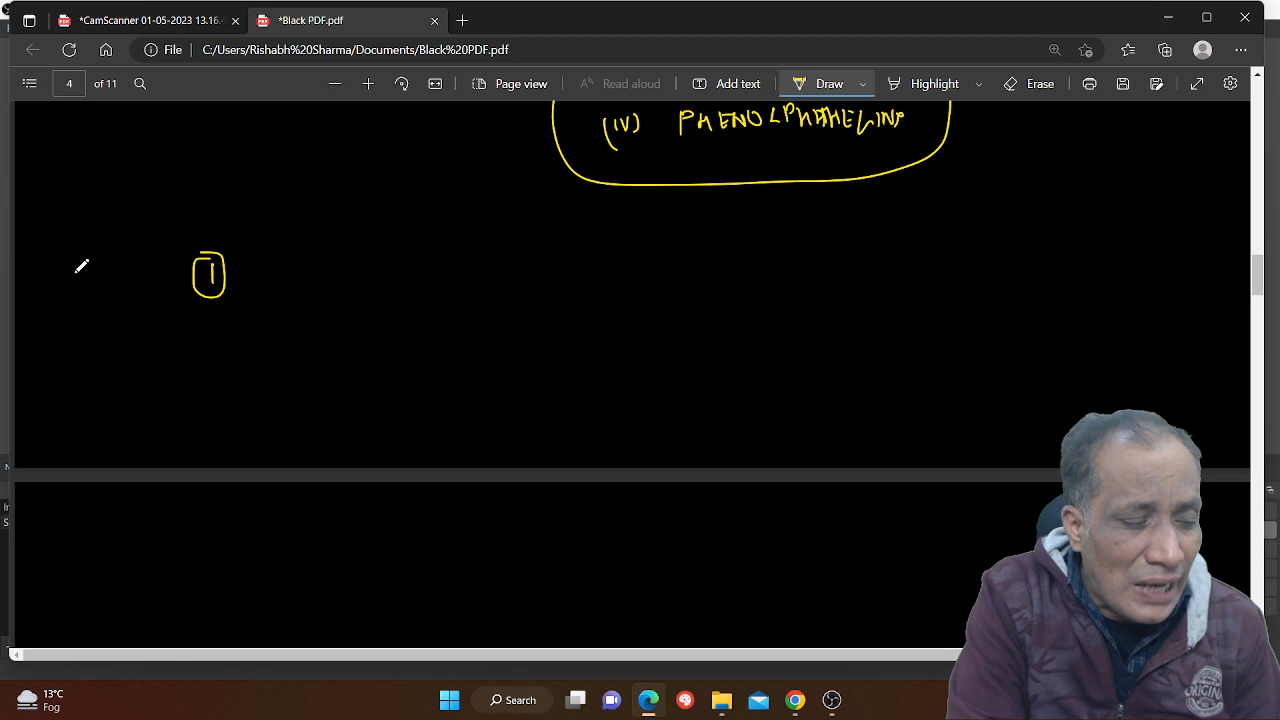 *CamScanner 01-05-2023 13.16.
*Black PDF.pdf
File C:/Users/Rishabh%20Sharma/Documents/Black%20PDF.pdf
4 of 11 Page view Read aloud Add text Draw Highlight Erase
(IV) PHENOLPHTHELINE
1
ORIGINAL
13°C
Fog
Search